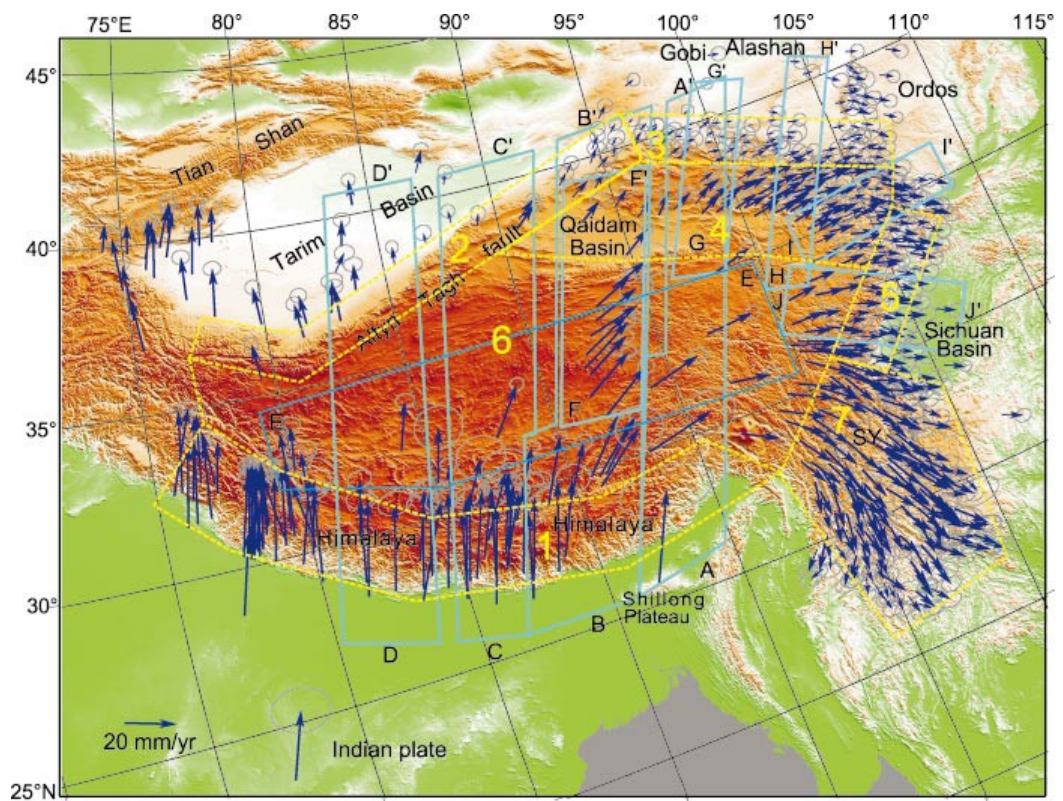 75°E 80° 85° 90° 95° 100° 105° 110° 115°
45°
40°
35°
30°
25°N
Gobi Alashan H'
G'
A'
Ordos
B'
Tian Shan
C'
3
I'
D'
F'
Tarim Basin
2
Qaidam
Basin
4
G
I
Altyn Tagh fault
E'
H
5
J
J'
6
Sichuan
Basin
E
F
7
SY
Himalaya
Himalaya
1
A
Shillong
Plateau
B
D
C
20 mm/yr
Indian plate